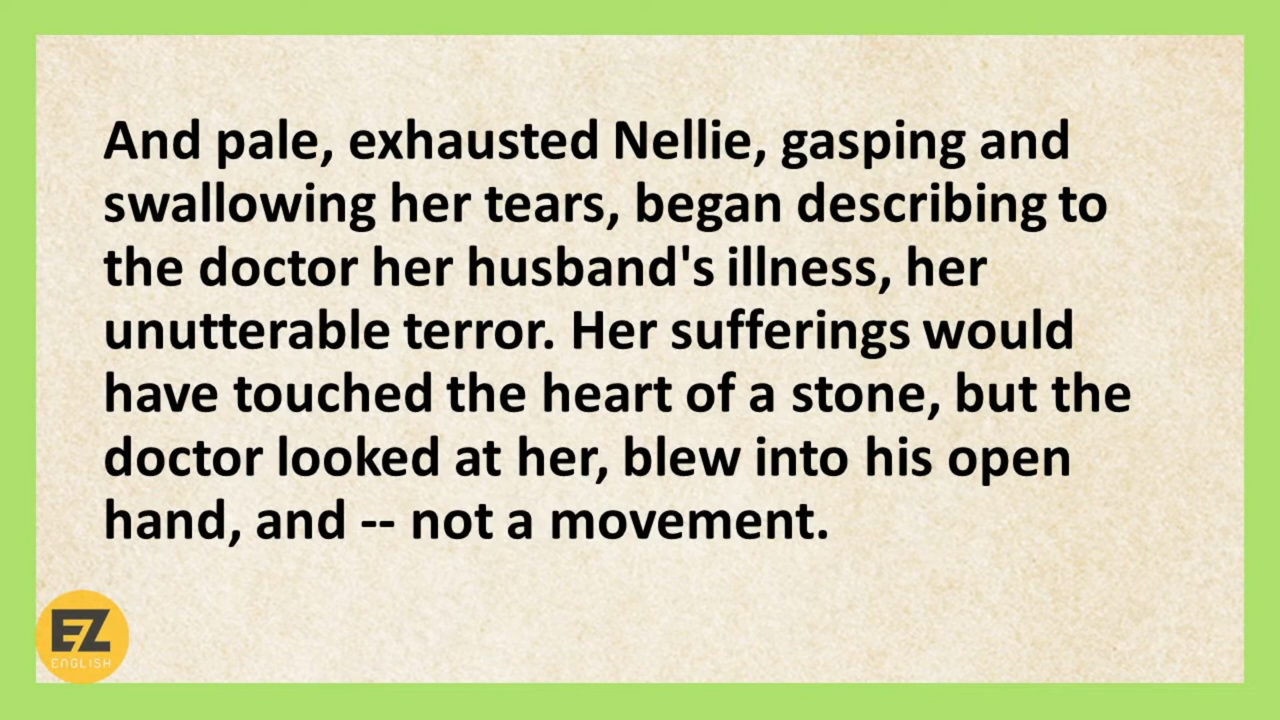 And pale, exhausted Nellie, gasping and
swallowing her tears, began describing to
the doctor her husband's illness, her
unutterable terror. Her sufferings would
have touched the heart of a stone, but the
doctor looked at her, blew into his open
hand, and -- not a movement.
EZ
ENGLISH